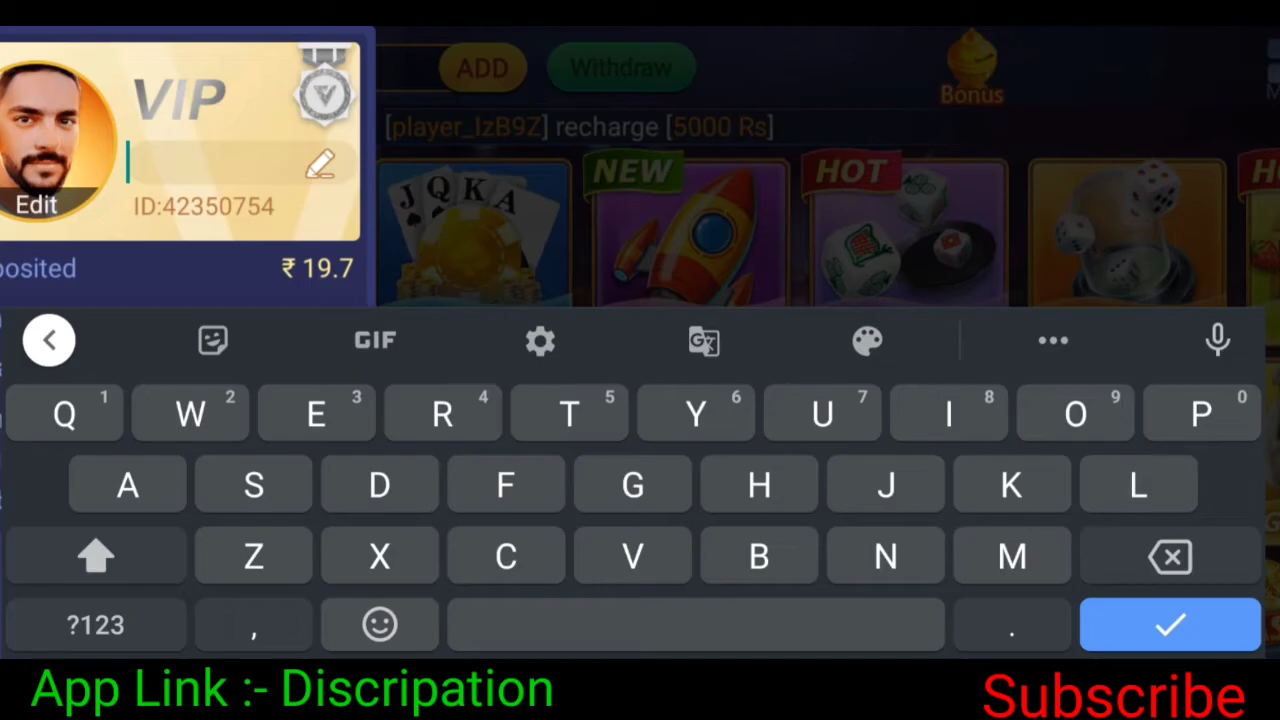 VIP
Edit
ID:42350754
posited
₹ 19.7
ADD
Withdraw
Bonus
[player_IzB9Z] recharge [5000 Rs]
J Q K A
NEW
HOT
GIF
Q 1 W 2 E 3 R 4 T 5 Y 6 U 7 I 8 O 9 P 0
A S D F G H J K L
Z X C V B N M
?123 , .
App Link :- Discripation
Subscribe